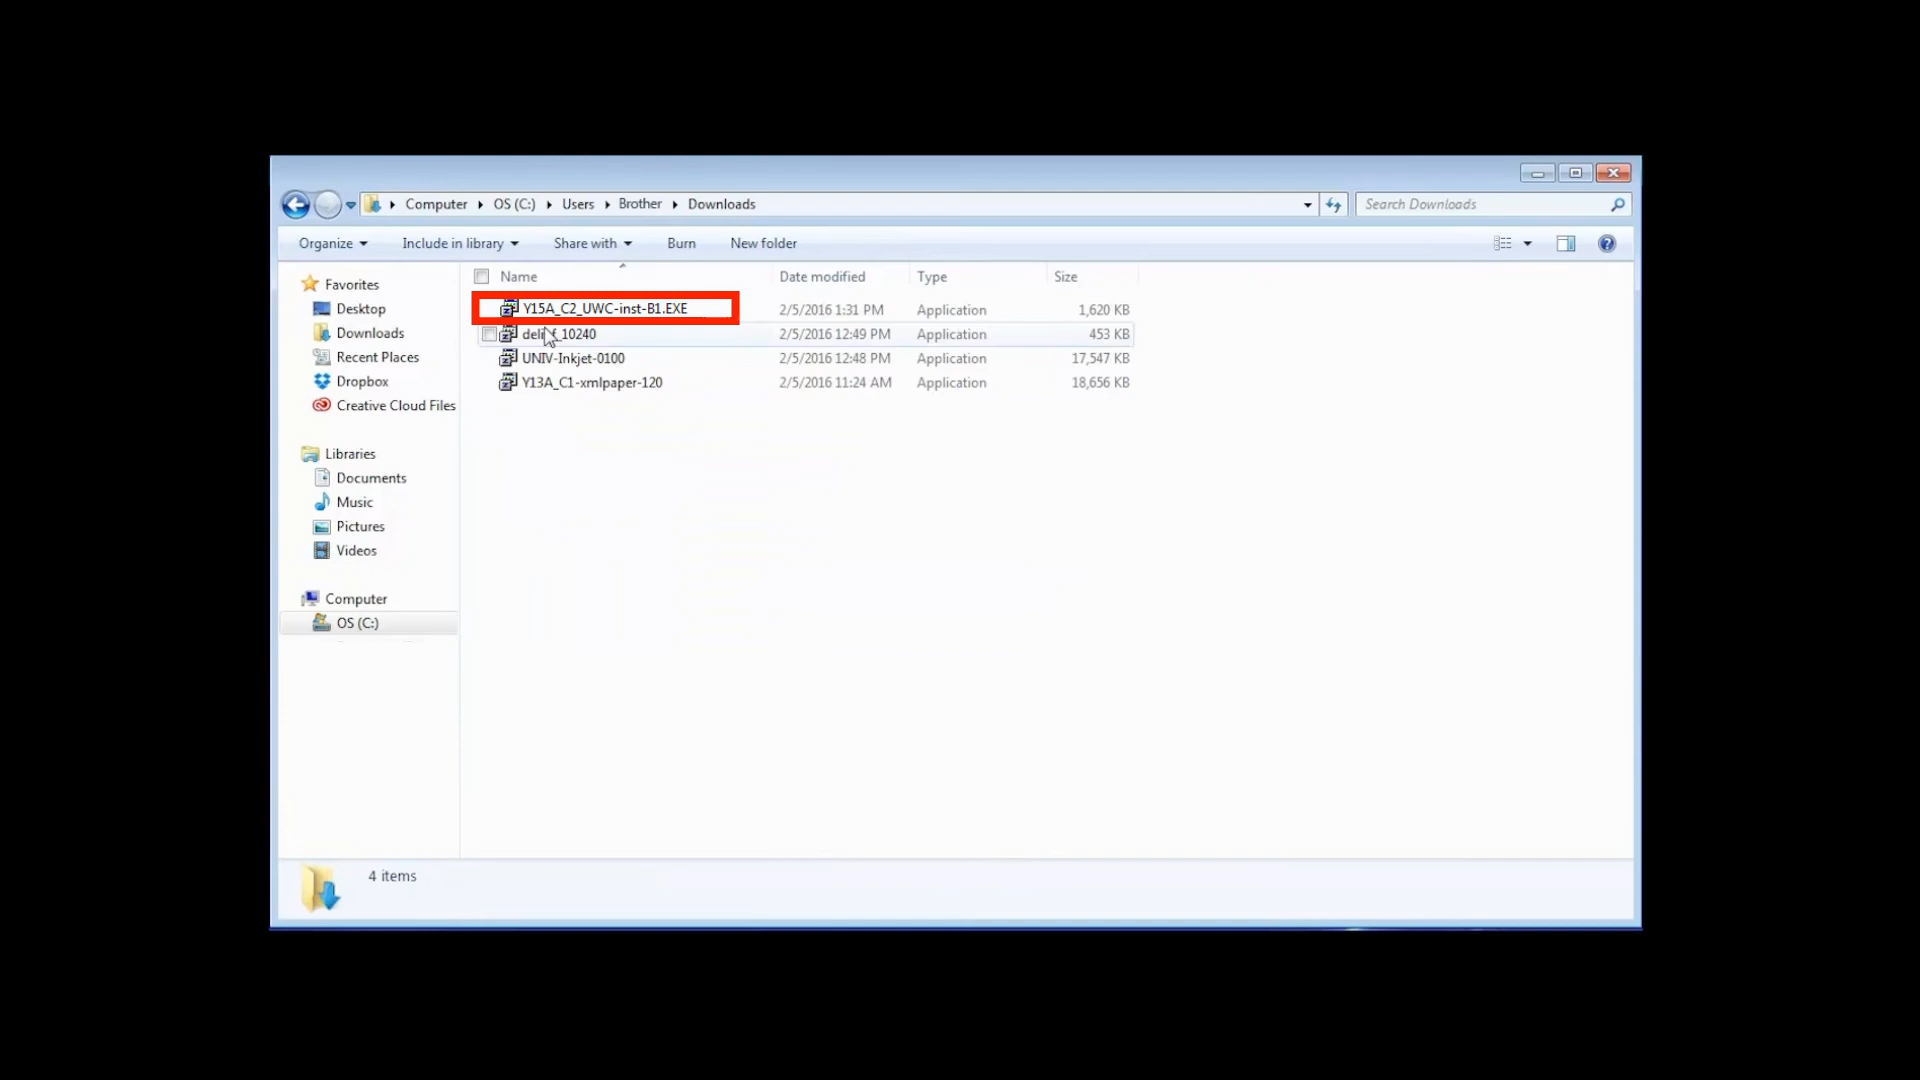 Computer OS (C:) Users Brother Downloads Search Downloads
Organize Include in library Share with Burn New folder
Name Date modified Type Size
Y15A_C2_UWC-inst-B1.EXE 2/5/2016 1:31 PM Application 1,620 KB
2/5/2016 12:49 PM Application 453 KB
UNIV-Inkjet-0100 2/5/2016 12:48 PM Application 17,547 KB
Y13A_C1-xmlpaper-120 2/5/2016 11:24 AM Application 18,656 KB
Favorites
Desktop
Downloads
Recent Places
Dropbox
Creative Cloud Files
Libraries
Documents
Music
Pictures
Videos
Computer
OS (C:)
4 items